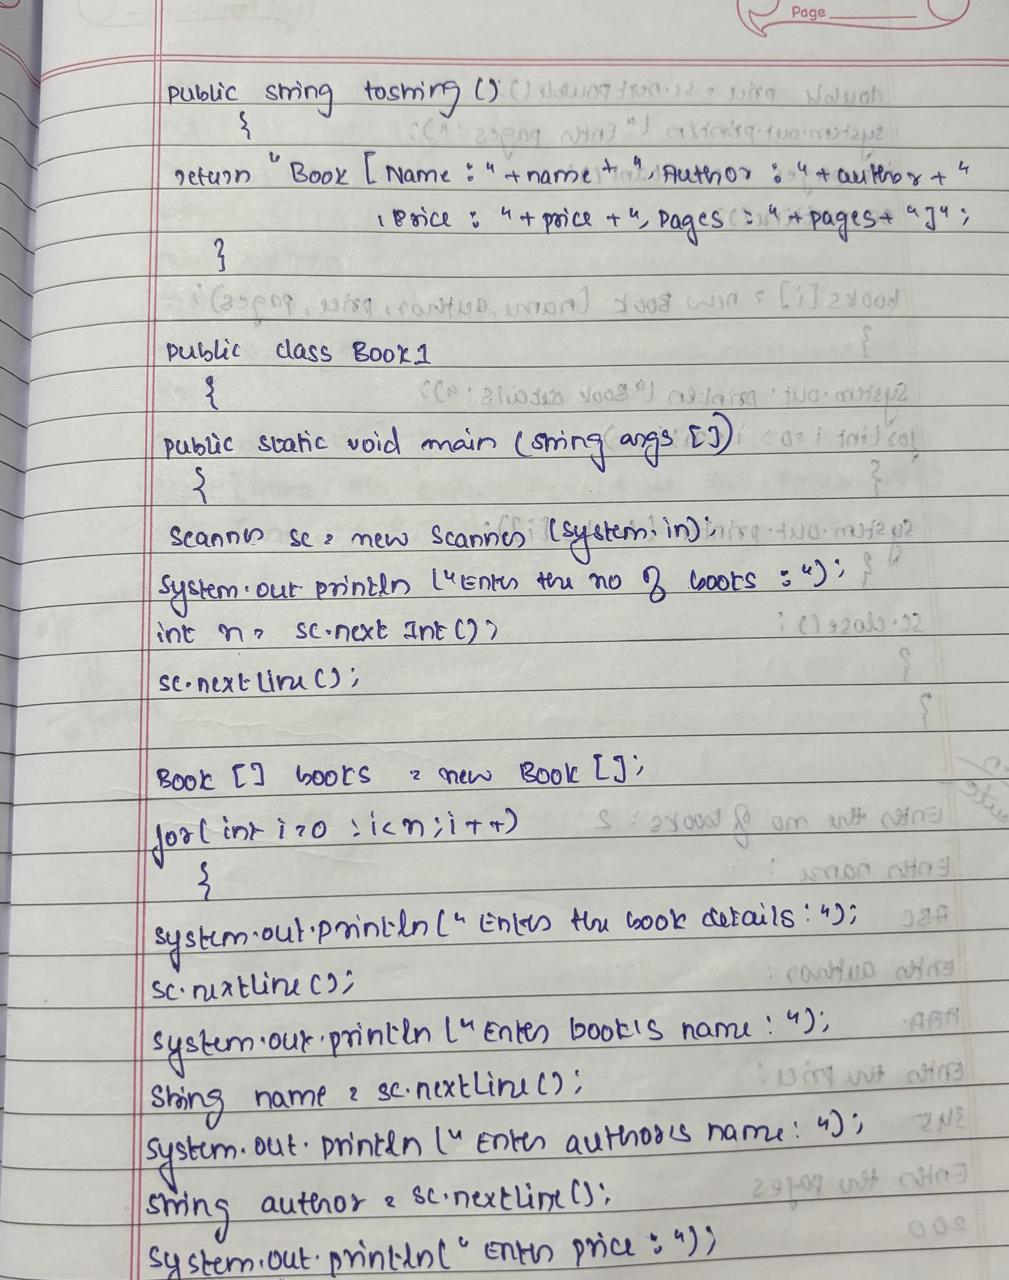 Page
public string tostring ()
{
return "Book [Name : "+name+ ", Author : "+author+"
, Price : "+price+", pages : "+pages+ "]";
}
public class Book1
{
public static void main (string args [])
{
Scanner sc = new Scanner (system.in);
system.out println ("Enter the no of books : ");
int n = sc.next Int ();
sc.nextline();
Book [] books = new Book [];
for( int i=0 ; i<n; i++)
{
system.out.println(" Enter the book details : ");
sc.nextline();
system.out.println (" Enter book's name : ");
String name = sc.nextline();
system.out. println (" Enter author's name: ");
string author = sc.nextline();
system.out.println(" Enter price : ");